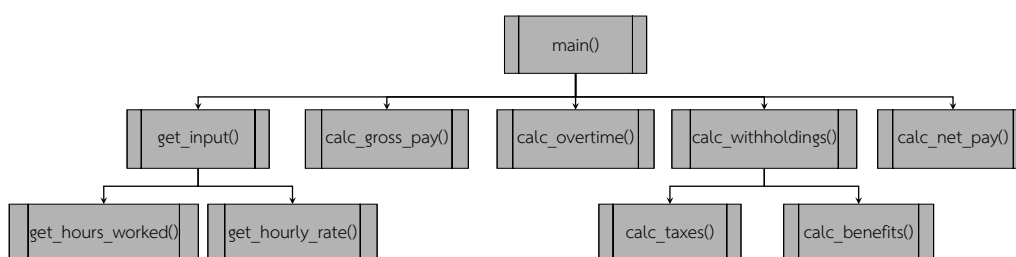 main()
get_input()
calc_gross_pay()
calc_overtime()
calc_withholdings()
calc_net_pay()
get_hours_worked()
get_hourly_rate()
calc_taxes()
calc_benefits()